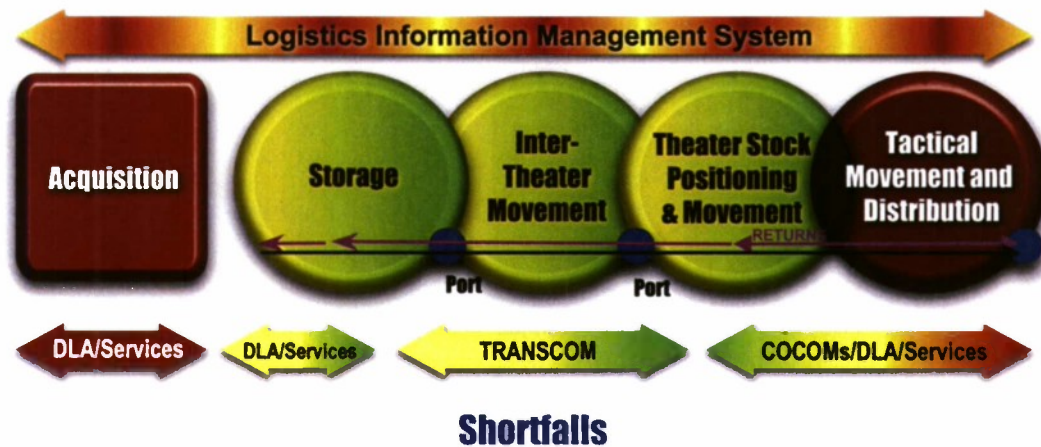 Logistics Information Management System
Acquisition
Storage
Inter-
Theater
Movement
Theater Stock
Positioning
& Movement
Tactical
Movement and
Distribution
RETURN
Port
Port
DLA/Services
DLA/Services
TRANSCOM
COCOMs/DLA/Services
Shortfalls